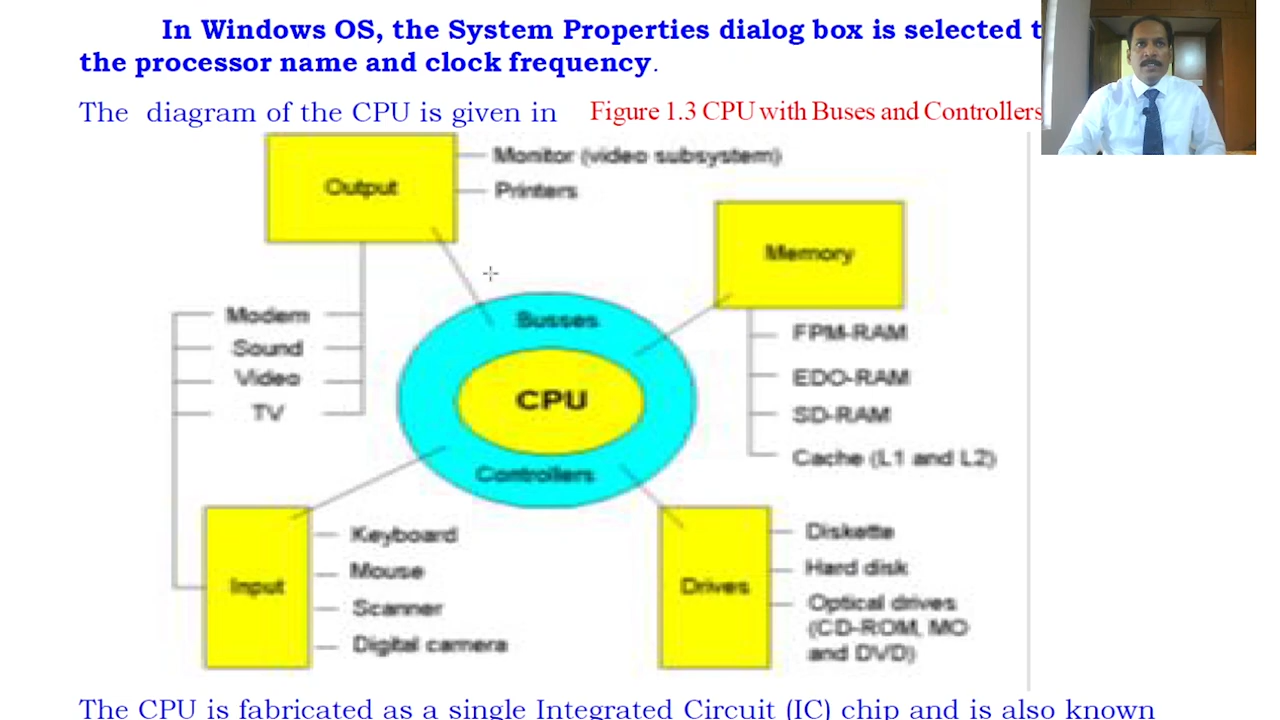 In Windows OS, the System Properties dialog box is selected
the processor name and clock frequency.
The diagram of the CPU is given in Figure 1.3 CPU with Buses and Controllers
Output
Monitor (video subsystem)
Printers
Memory
FPM-RAM
EDO-RAM
SD-RAM
Cache (L1 and L2)
Modem
Sound
Video
TV
Busses
CPU
Controllers
Input
Keyboard
Mouse
Scanner
Digital camera
Drives
Diskette
Hard disk
Optical drives
(CD-ROM, MO
and DVD)
The CPU is fabricated as a single Integrated Circuit (IC) chip and is also known